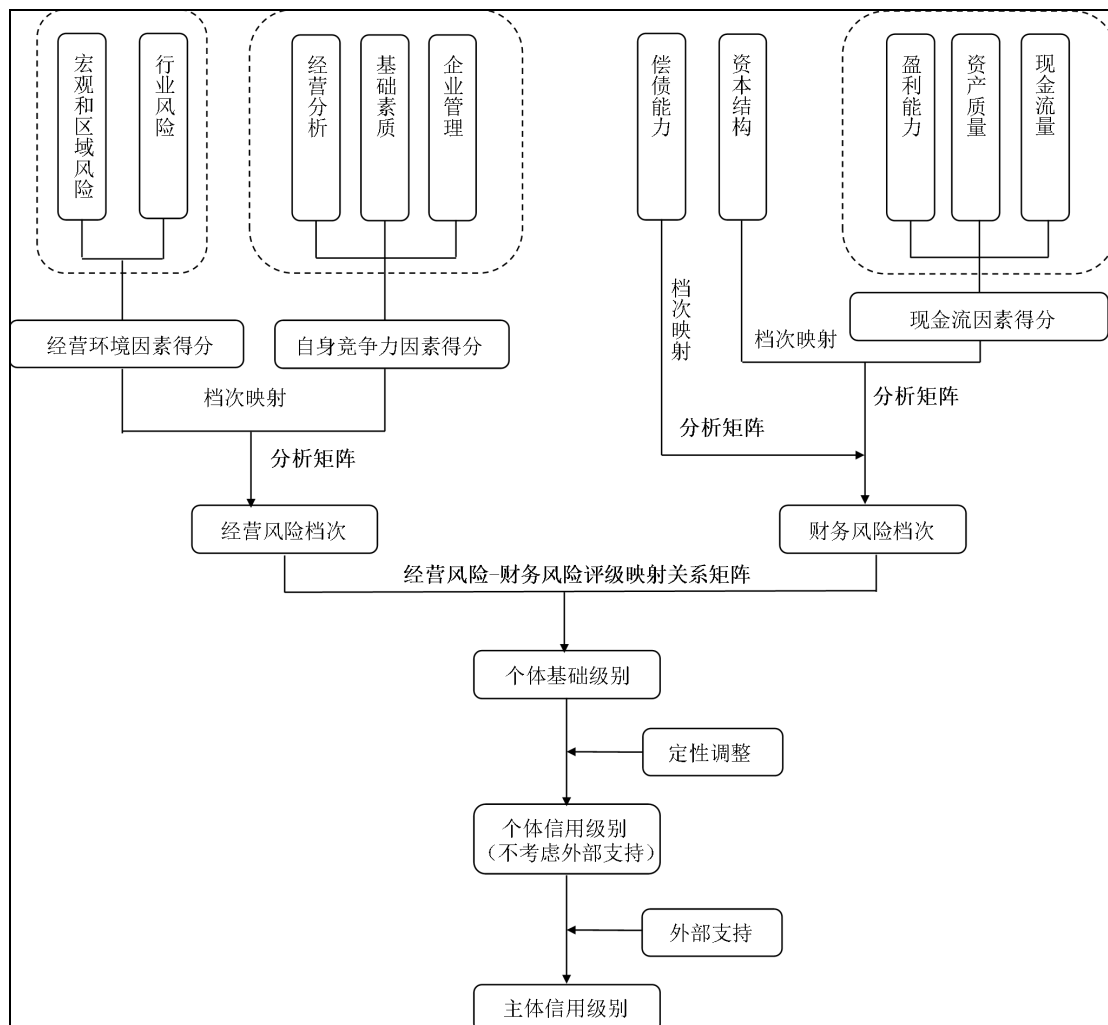 宏观和区域风险
行业风险
经营分析
基础素质
企业管理
偿债能力
资本结构
盈利能力
资产质量
现金流量
档次映射
现金流因素得分
经营环境因素得分
自身竞争力因素得分
档次映射
档次映射
分析矩阵
分析矩阵
分析矩阵
经营风险档次
财务风险档次
经营风险-财务风险评级映射关系矩阵
个体基础级别
定性调整
个体信用级别
（不考虑外部支持）
外部支持
主体信用级别